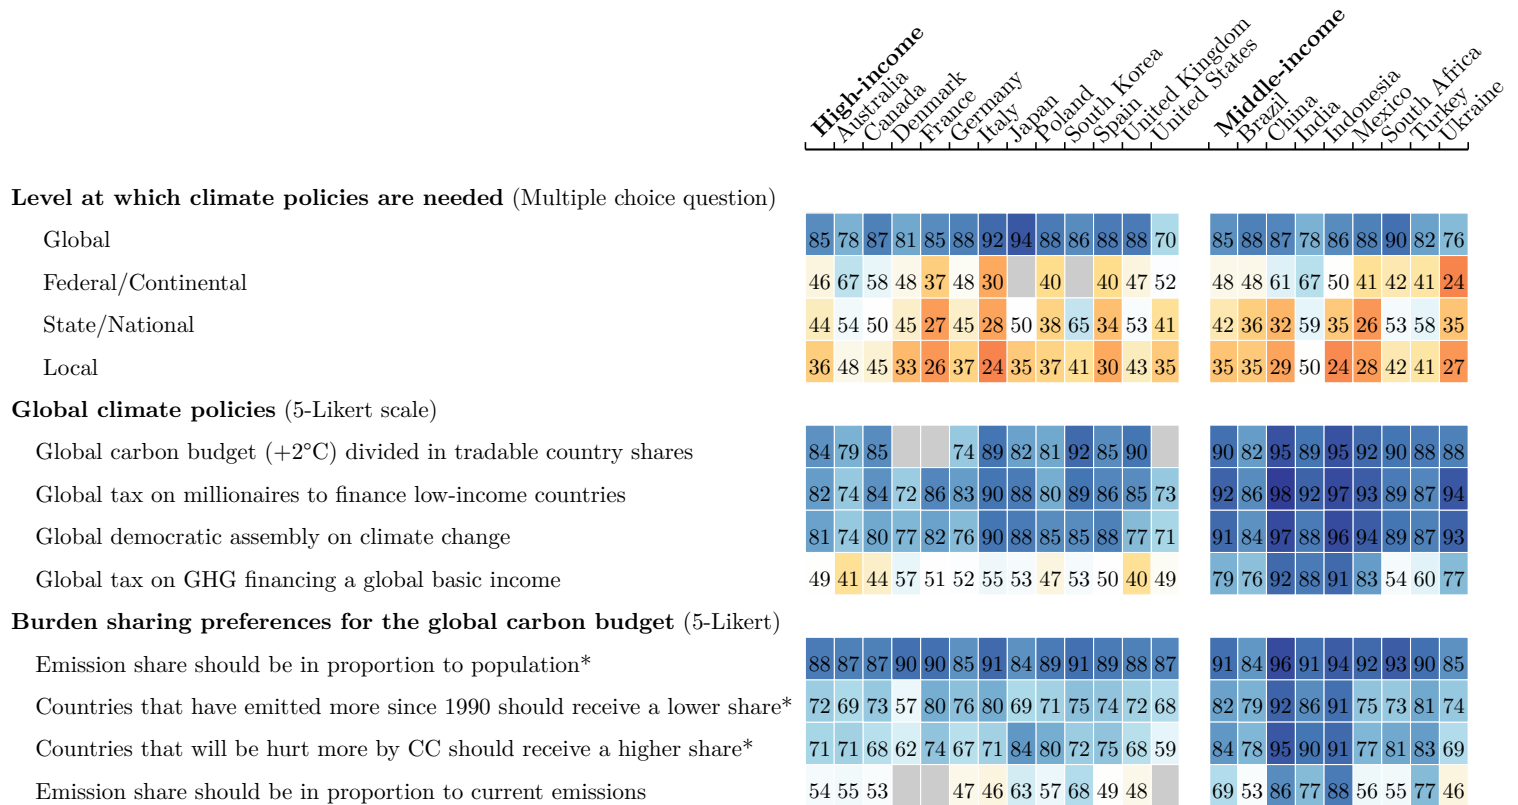 High-income
Australia
Canada
Denmark
France
Germany
Italy
Japan
Poland
South Korea
Spain
United Kingdom
United States
Middle-income
Brazil
China
India
Indonesia
Mexico
South Africa
Turkey
Ukraine
Level at which climate policies are needed (Multiple choice question)
Global 85 78 87 81 85 88 92 94 88 86 88 88 70 85 88 87 78 86 88 90 82 76
Federal/Continental 46 67 58 48 37 48 30 40 40 47 52 48 48 61 67 50 41 42 41 24
State/National 44 54 50 45 27 45 28 50 38 65 34 53 41 42 36 32 59 35 26 53 58 35
Local 36 48 45 33 26 37 24 35 37 41 30 43 35 35 35 29 50 24 28 42 41 27
Global climate policies (5-Likert scale)
Global carbon budget (+2°C) divided in tradable country shares 84 79 85 74 89 82 81 92 85 90 90 82 95 89 95 92 90 88 88
Global tax on millionaires to finance low-income countries 82 74 84 72 86 83 90 88 80 89 86 85 73 92 86 98 92 97 93 89 87 94
Global democratic assembly on climate change 81 74 80 77 82 76 90 88 85 85 88 77 71 91 84 97 88 96 94 89 87 93
Global tax on GHG financing a global basic income 49 41 44 57 51 52 55 53 47 53 50 40 49 79 76 92 88 91 83 54 60 77
Burden sharing preferences for the global carbon budget (5-Likert)
Emission share should be in proportion to population* 88 87 87 90 90 85 91 84 89 91 89 88 87 91 84 96 91 94 92 93 90 85
Countries that have emitted more since 1990 should receive a lower share* 72 69 73 57 80 76 80 69 71 75 74 72 68 82 79 92 86 91 75 73 81 74
Countries that will be hurt more by CC should receive a higher share* 71 71 68 62 74 67 71 84 80 72 75 68 59 84 78 95 90 91 77 81 83 69
Emission share should be in proportion to current emissions 54 55 53 47 46 63 57 68 49 48 69 53 86 77 88 56 55 77 46